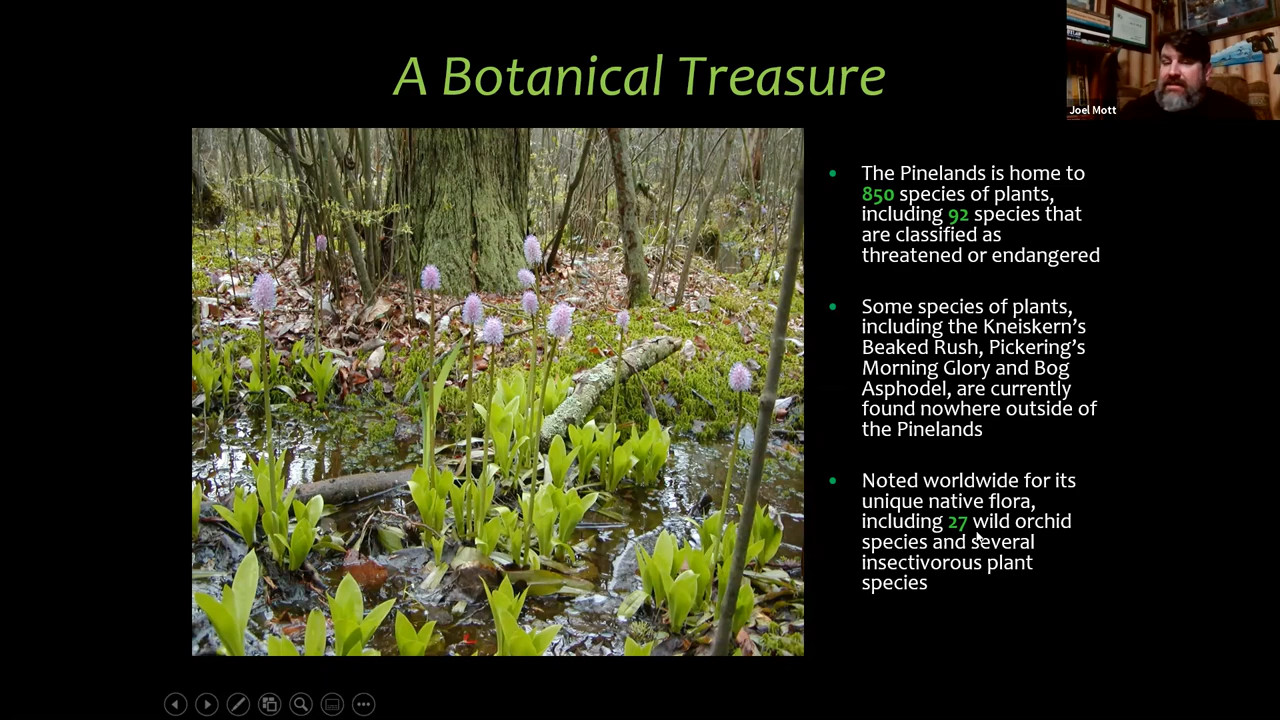 A Botanical Treasure
Joel Mott
The Pinelands is home to
850 species of plants,
including 92 species that
are classified as
threatened or endangered
Some species of plants,
including the Kneiskern’s
Beaked Rush, Pickering’s
Morning Glory and Bog
Asphodel, are currently
found nowhere outside of
the Pinelands
Noted worldwide for its
unique native flora,
including 27 wild orchid
species and several
insectivorous plant
species